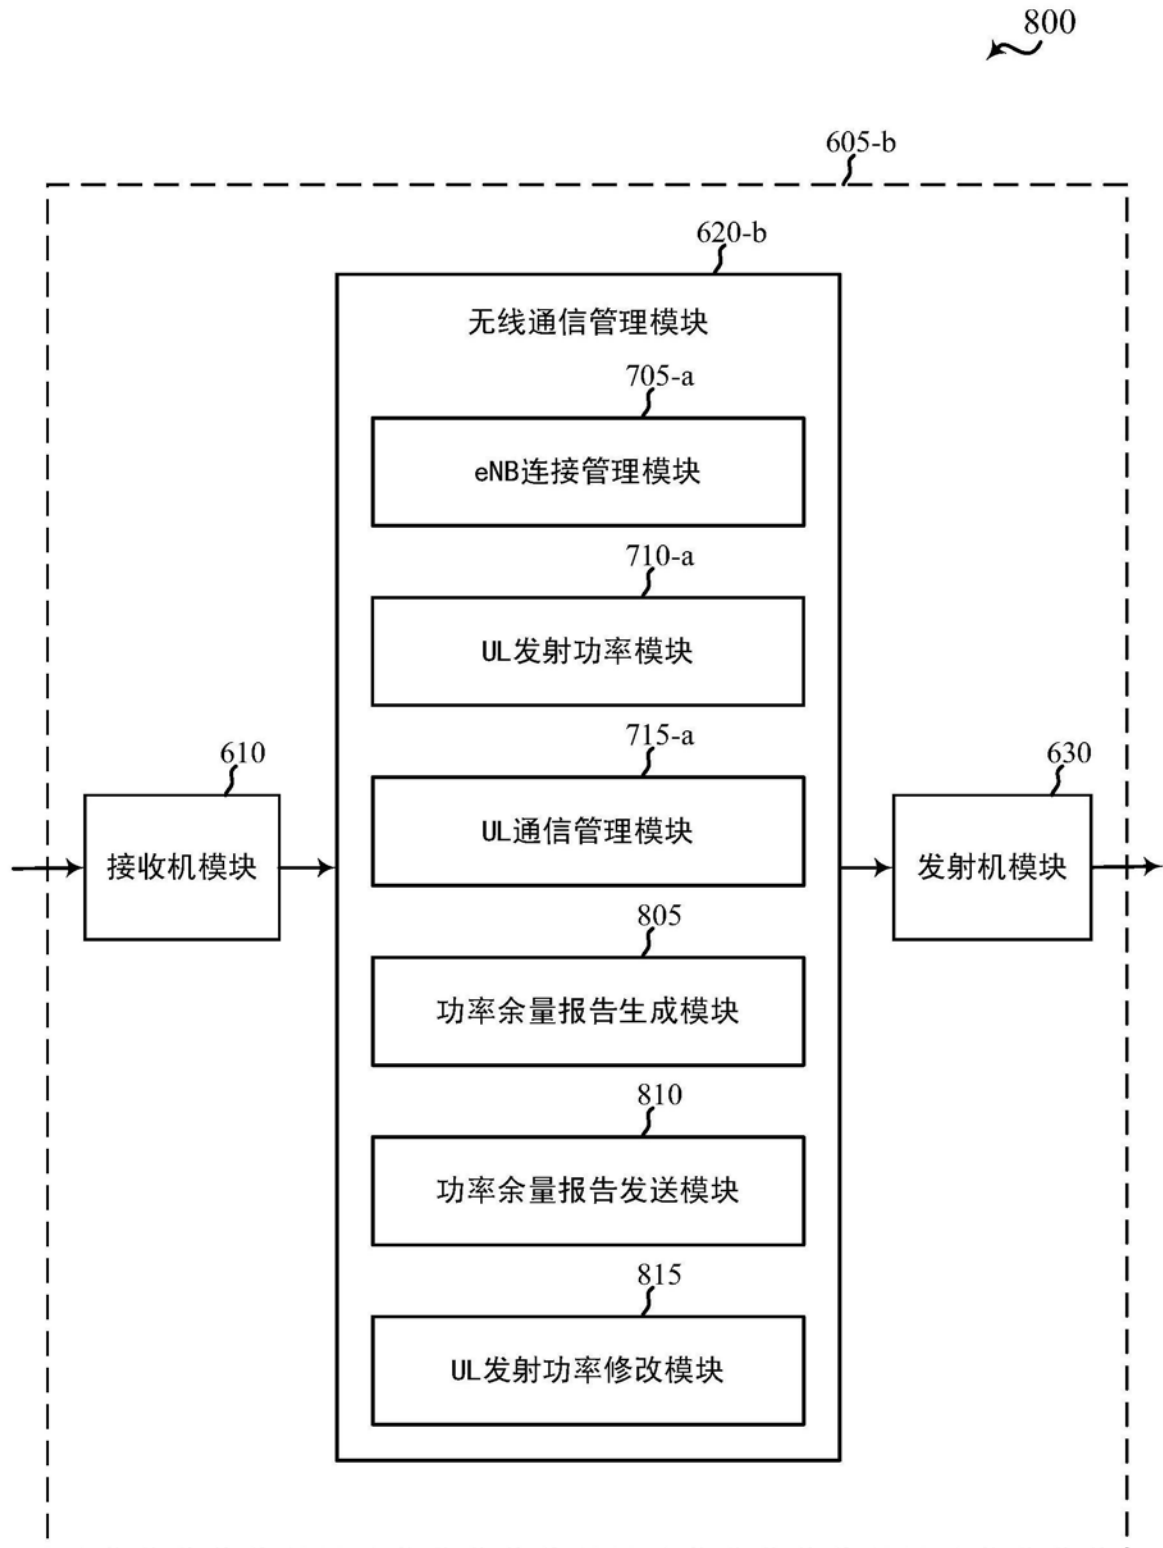 800
605-b
620-b
无线通信管理模块
705-a
eNB连接管理模块
710-a
UL发射功率模块
715-a
UL通信管理模块
610
接收机模块
630
发射机模块
805
功率余量报告生成模块
810
功率余量报告发送模块
815
UL发射功率修改模块